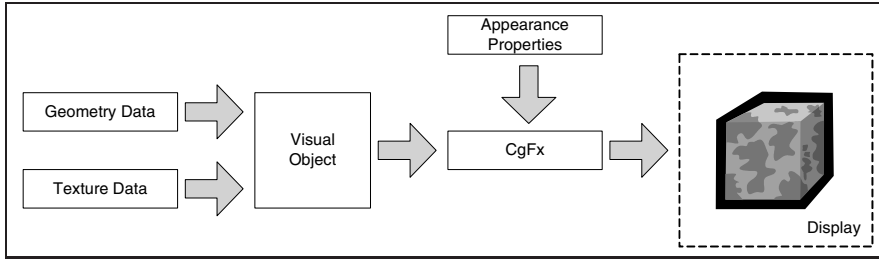 Appearance
Properties
Geometry Data
Texture Data
Visual
Object
CgFx
Display